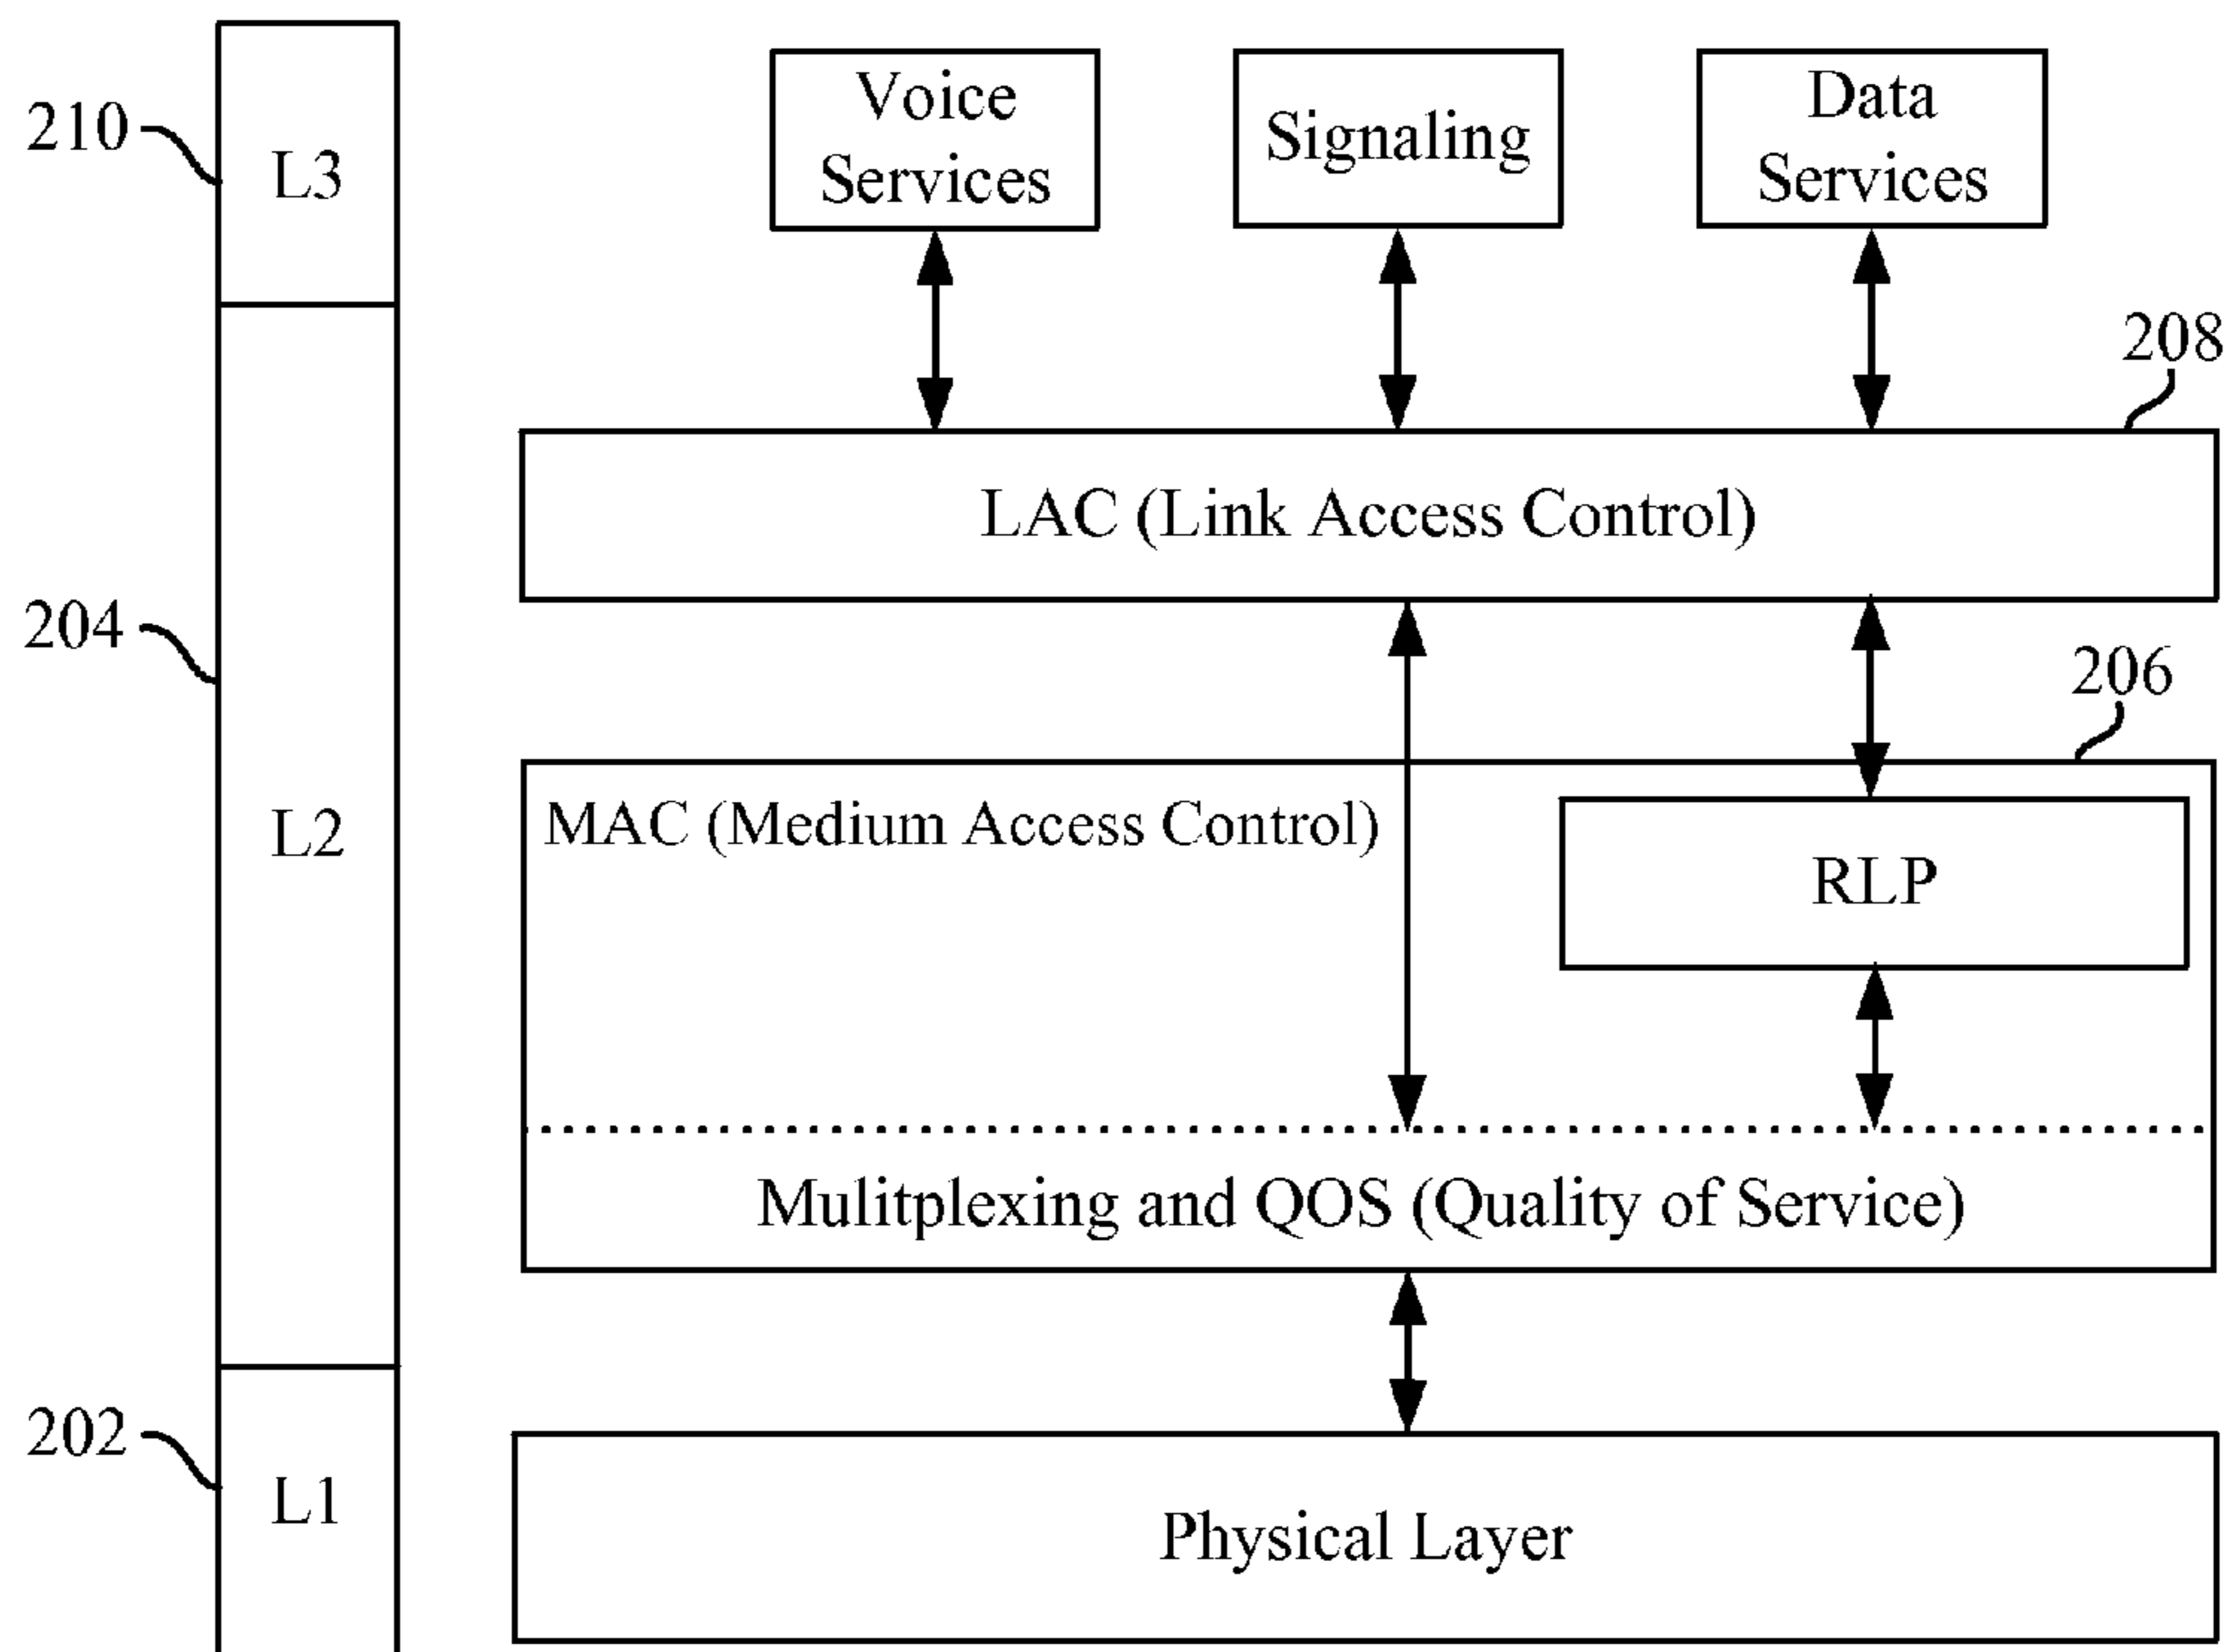 210
L3
Voice
Services
Signaling
Data
Services
208
LAC (Link Access Control)
204
L2
206
MAC (Medium Access Control)
RLP
Mulitplexing and QOS (Quality of Service)
202
L1
Physical Layer